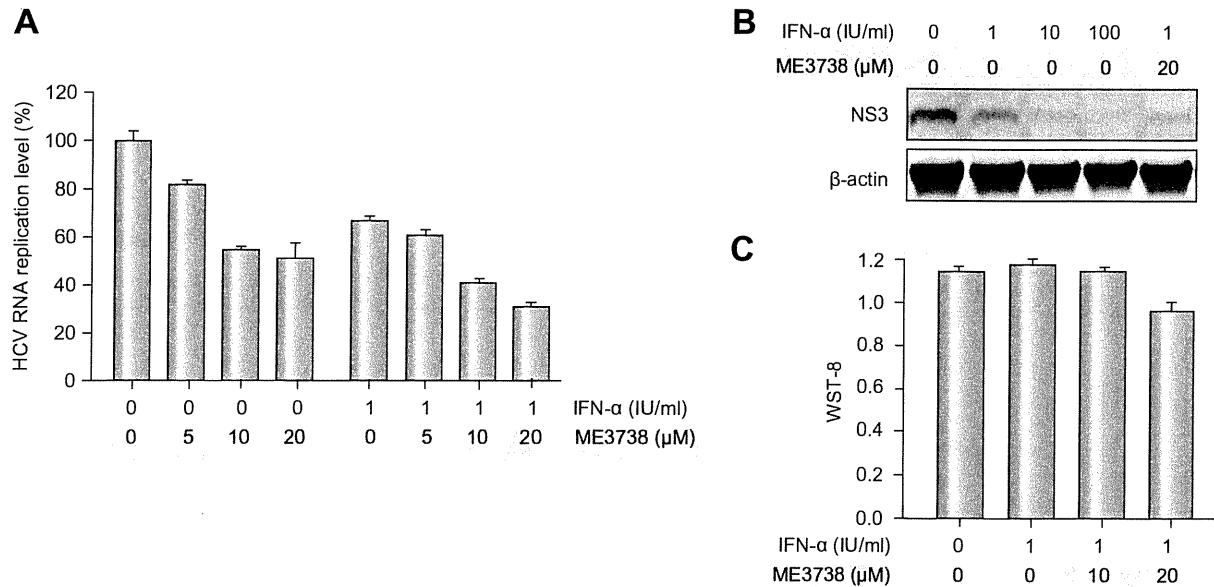 A
HCV RNA replication level (%)
120
100
80
60
40
20
0
0 0 0 0 1 1 1 1 IFN-α (IU/ml)
0 5 10 20 0 5 10 20 ME3738 (µM)
B
IFN-α (IU/ml) 0 1 10 100 1
ME3738 (µM) 0 0 0 0 20
NS3
β-actin
C
WST-8
1.2
1.0
0.8
0.6
0.4
0.2
0.0
IFN-α (IU/ml) 0 1 1 1
ME3738 (µM) 0 0 10 20